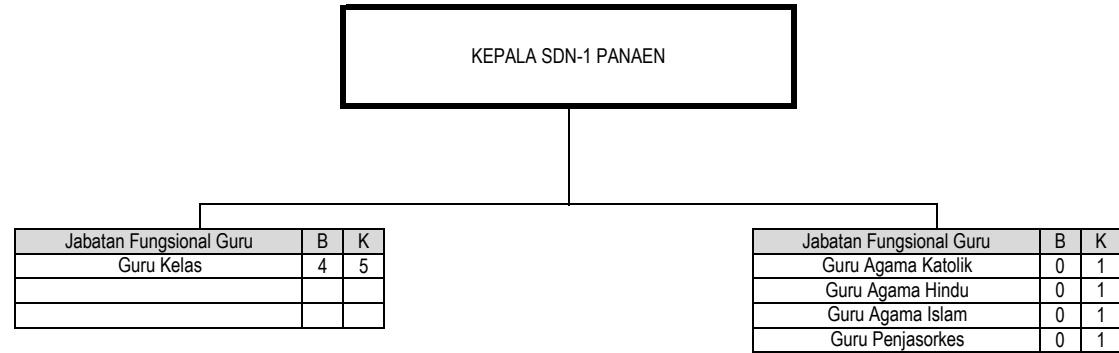 KEPALA SDN-1 PANAEN
Jabatan Fungsional Guru B K
Guru Kelas 4 5
Jabatan Fungsional Guru B K
Guru Agama Katolik 0 1
Guru Agama Hindu 0 1
Guru Agama Islam 0 1
Guru Penjasorkes 0 1